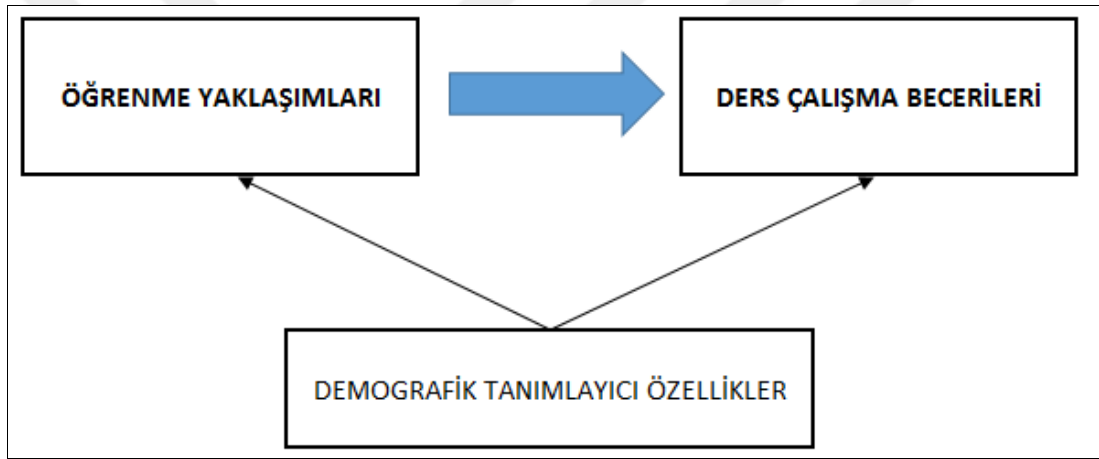 ÖĞRENME YAKLAŞIMLARI
DERS ÇALIŞMA BECERİLERİ
DEMOGRAFİK TANIMLAYICI ÖZELLİKLER